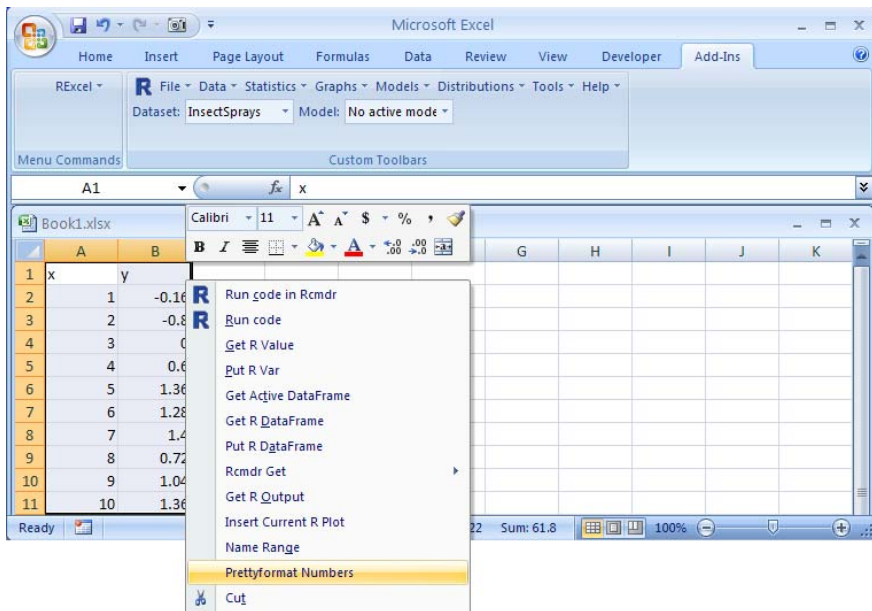 Microsoft Excel
Home Insert Page Layout Formulas Data Review View Developer Add-Ins
RExcel
R File Data Statistics Graphs Models Distributions Tools Help
Dataset: InsectSprays Model: No active mode
Menu Commands Custom Toolbars
A1 fx x
Book1.xlsx
Calibri 11 A A $ % ,
B I A .00 .00
A B G H I J K
1 x y
2 1 -0.16
3 2 -0.8
4 3 0
5 4 0.6
6 5 1.36
7 6 1.28
8 7 1.4
9 8 0.72
10 9 1.04
11 10 1.36
R Run code in Rcmdr
R Run code
Get R Value
Put R Var
Get Active DataFrame
Get R DataFrame
Put R DataFrame
Rcmdr Get
Get R Output
Insert Current R Plot
Name Range
Prettyformat Numbers
Cut
Ready 22 Sum: 61.8 100%